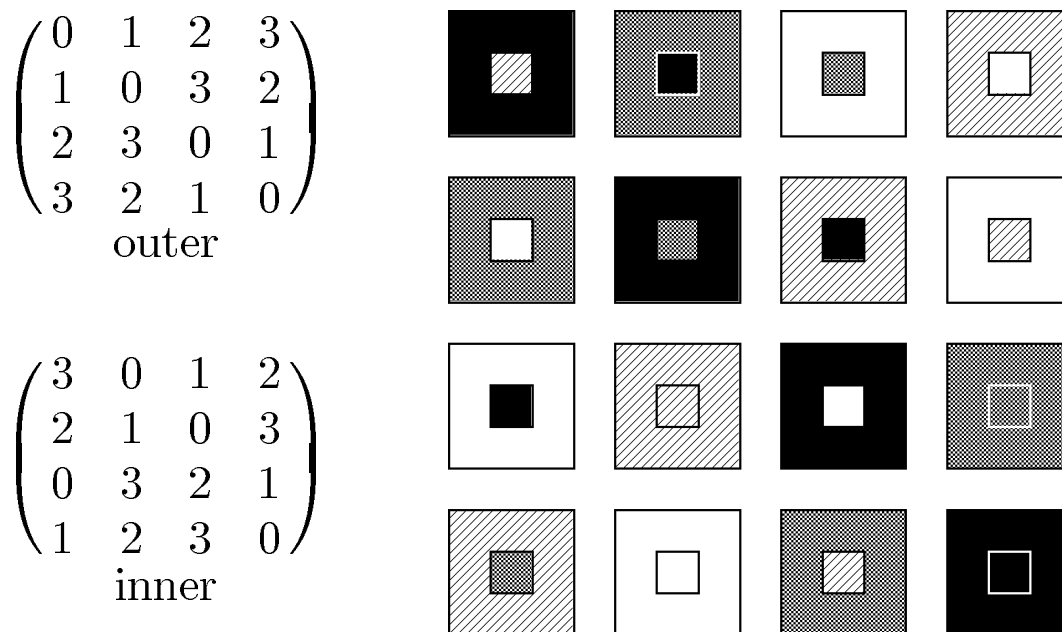 0 1 2 3
1 0 3 2
2 3 0 1
3 2 1 0
outer
3 0 1 2
2 1 0 3
0 3 2 1
1 2 3 0
inner